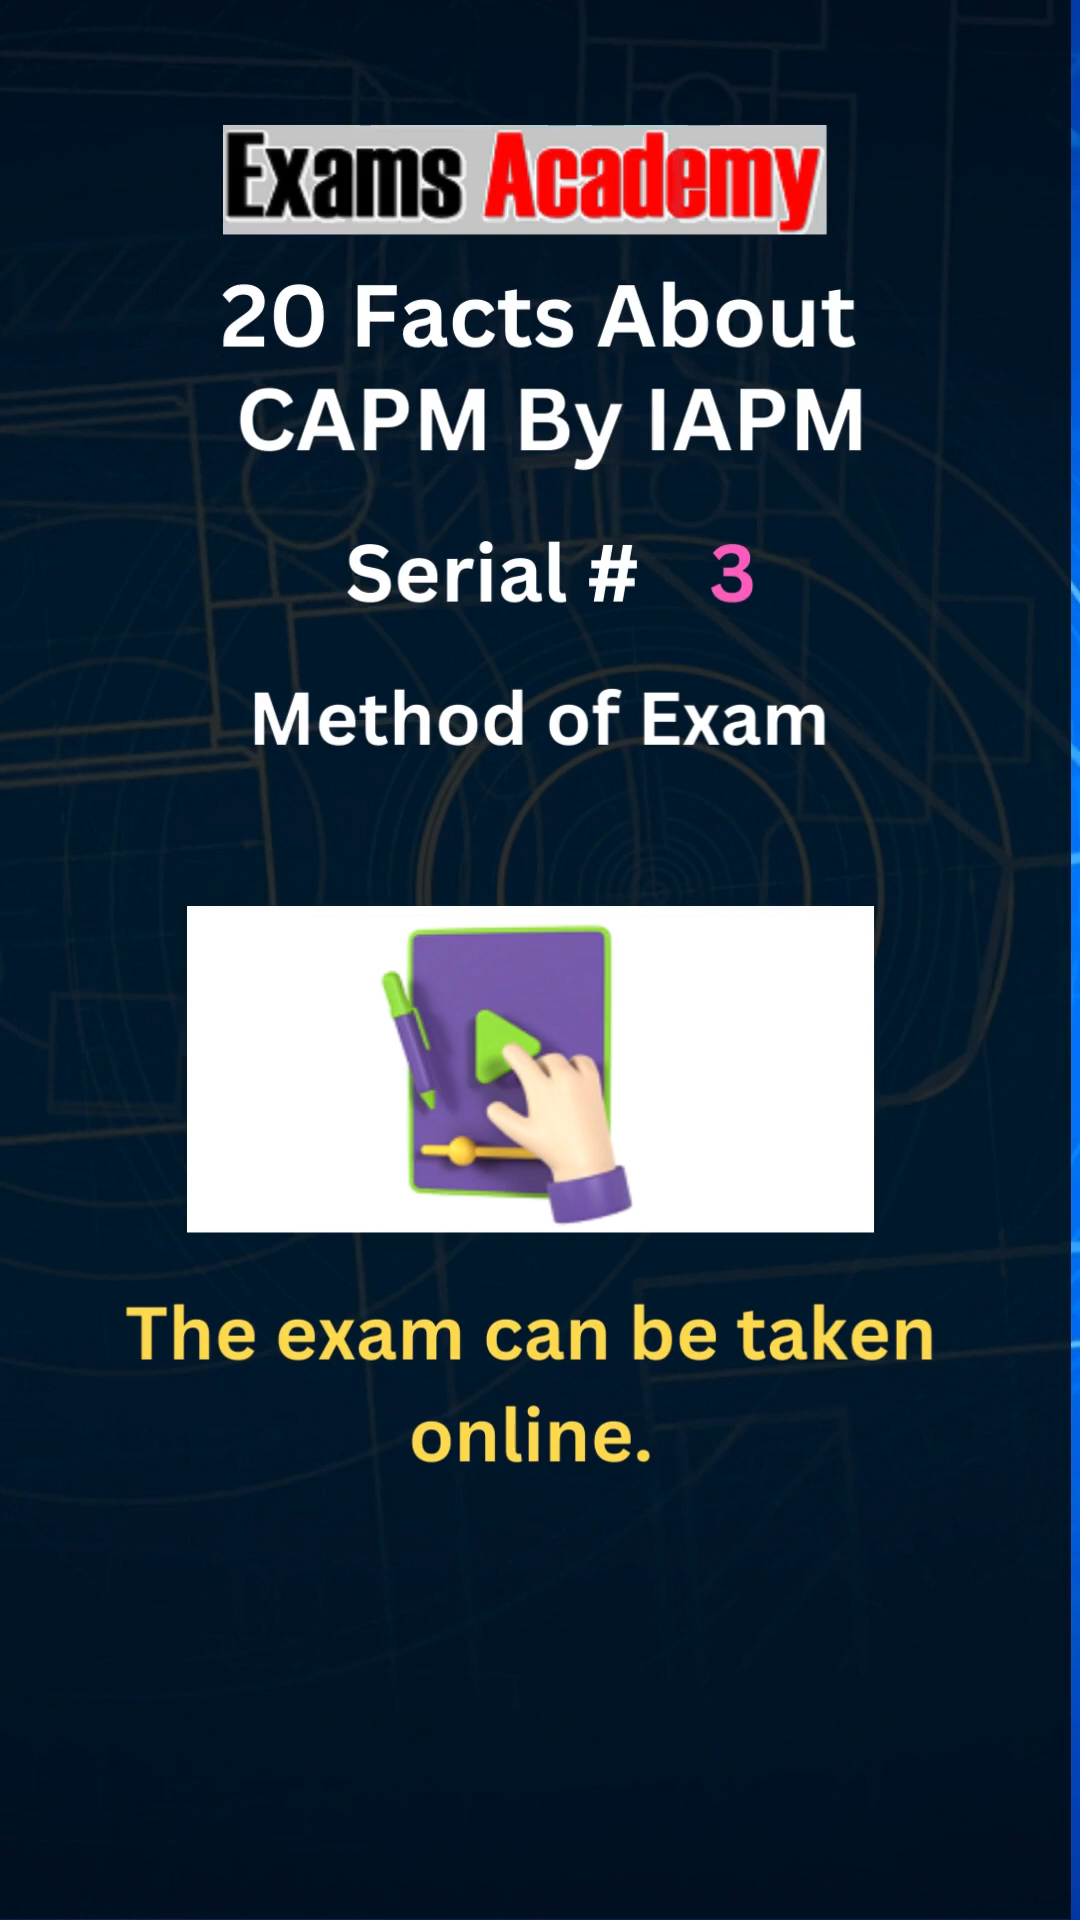 Exams Academy
20 Facts About
CAPM By IAPM
Serial # 3
Method of Exam
The exam can be taken
online.